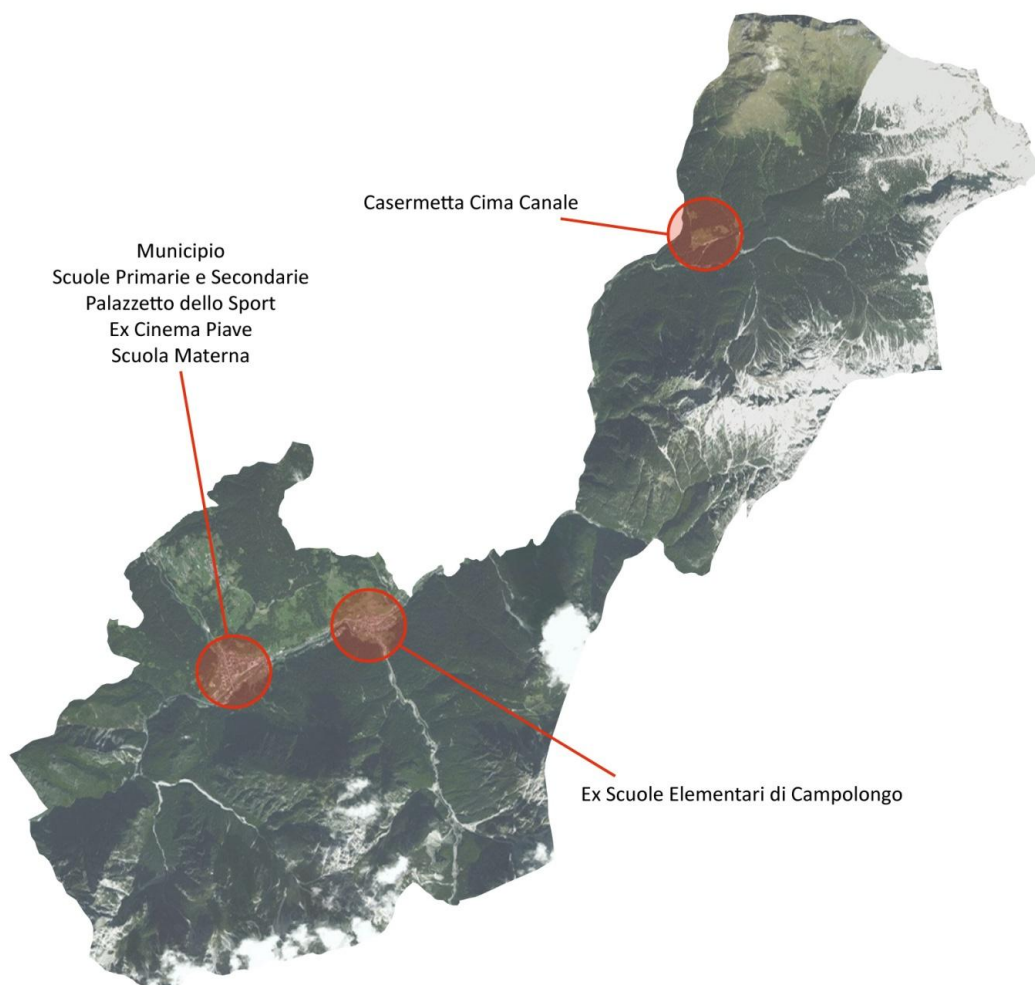 Casermetta Cima Canale
Municipio
Scuole Primarie e Secondarie
Palazzetto dello Sport
Ex Cinema Piave
Scuola Materna
Ex Scuole Elementari di Campolongo